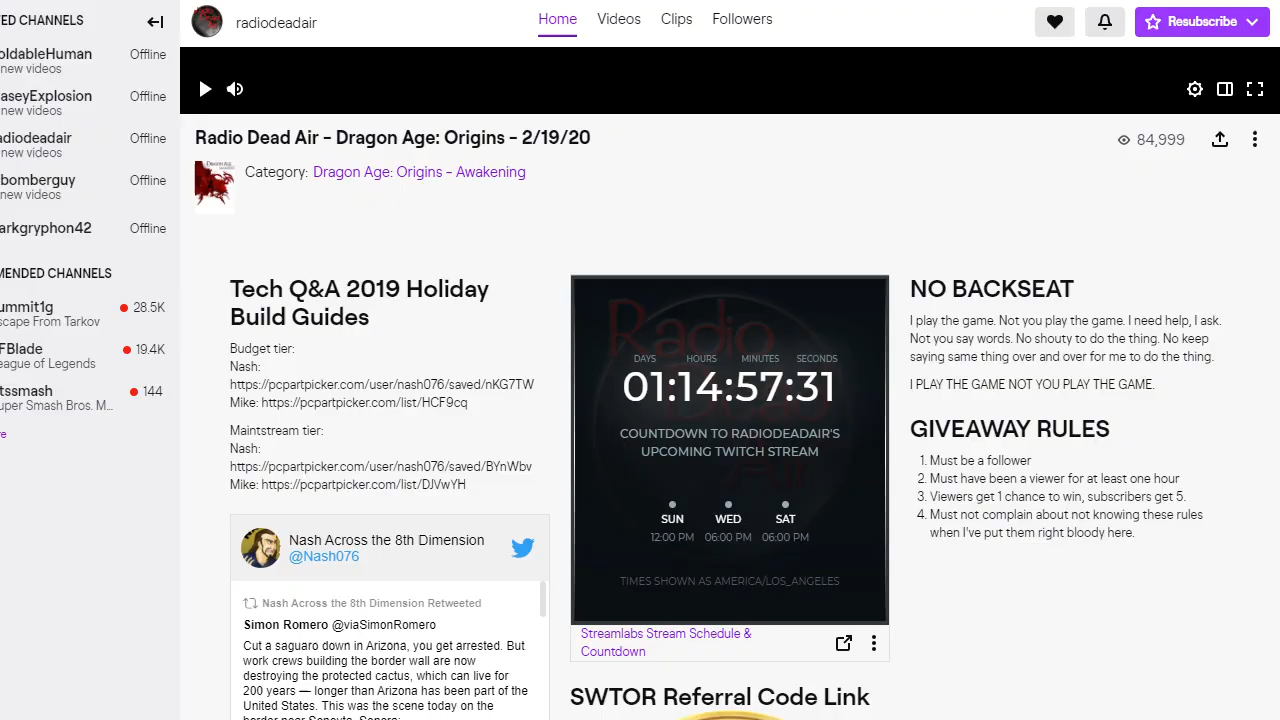 ED CHANNELS
oldableHuman Offline
new videos
aseyExplosion Offline
new videos
adiodeadair Offline
new videos
bomberguy Offline
new videos
arkgryphon42 Offline
MENDED CHANNELS
ummit1g 28.5K
scape From Tarkov
FBlade 19.4K
eague of Legends
tssmash 144
uper Smash Bros. M...
re
radiodeadair
Home Videos Clips Followers
Resubscribe
Radio Dead Air - Dragon Age: Origins - 2/19/20
84,999
Category: Dragon Age: Origins - Awakening
Tech Q&A 2019 Holiday
Build Guides
Budget tier:
Nash:
https://pcpartpicker.com/user/nash076/saved/nKG7TW
Mike: https://pcpartpicker.com/list/HCF9cq
Maintstream tier:
Nash:
https://pcpartpicker.com/user/nash076/saved/BYnWbv
Mike: https://pcpartpicker.com/list/DJVwYH
Nash Across the 8th Dimension
@Nash076
Nash Across the 8th Dimension Retweeted
Simon Romero @viaSimonRomero
Cut a saguaro down in Arizona, you get arrested. But
work crews building the border wall are now
destroying the protected cactus, which can live for
200 years — longer than Arizona has been part of the
United States. This was the scene today on the
border near Sonoyta, Sonora:
Radio
Dead
Air
DAYS HOURS MINUTES SECONDS
01:14:57:31
COUNTDOWN TO RADIODEADAIR'S
UPCOMING TWITCH STREAM
SUN WED SAT
12:00 PM 06:00 PM 06:00 PM
TIMES SHOWN AS AMERICA/LOS_ANGELES
Streamlabs Stream Schedule &
Countdown
SWTOR Referral Code Link
NO BACKSEAT
I play the game. Not you play the game. I need help, I ask.
Not you say words. No shouty to do the thing. No keep
saying same thing over and over for me to do the thing.
I PLAY THE GAME NOT YOU PLAY THE GAME.
GIVEAWAY RULES
1. Must be a follower
2. Must have been a viewer for at least one hour
3. Viewers get 1 chance to win, subscribers get 5.
4. Must not complain about not knowing these rules
when I've put them right bloody here.